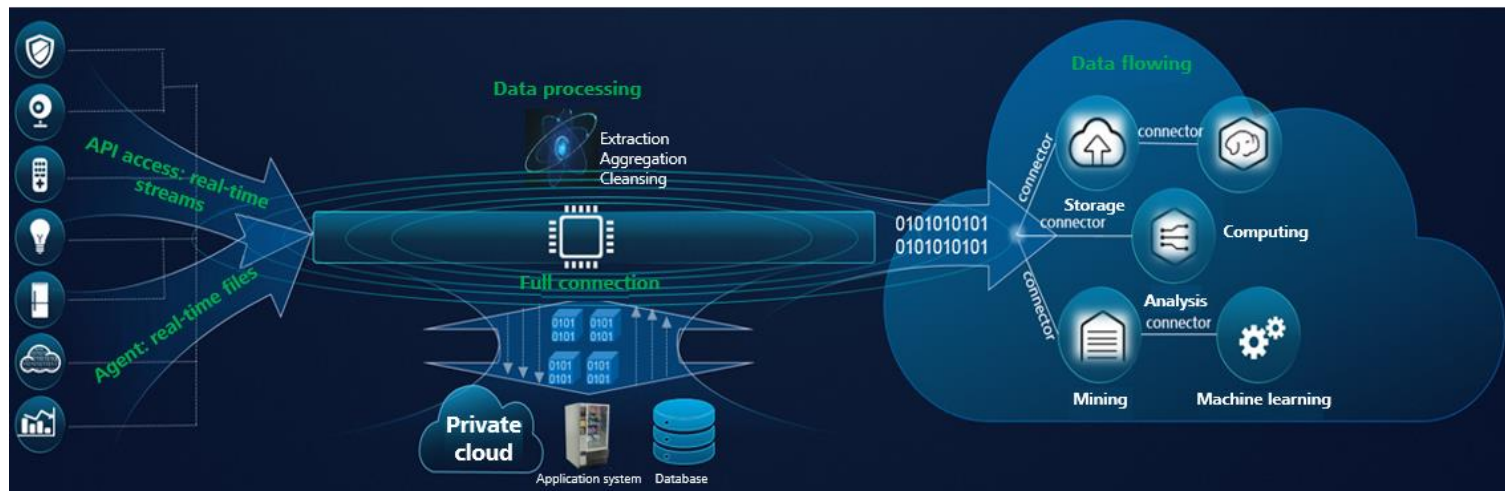 API access: real-time
streams
Agent: real-time files
Data processing
Extraction
Aggregation
Cleansing
Full connection
0101 0101
0101 0101
0101 0101
0101 0101
Private
cloud
Application system
Database
0101010101
0101010101
Data flowing
connector
connector
Storage
connector
Computing
connector
Analysis
connector
Mining
Machine learning